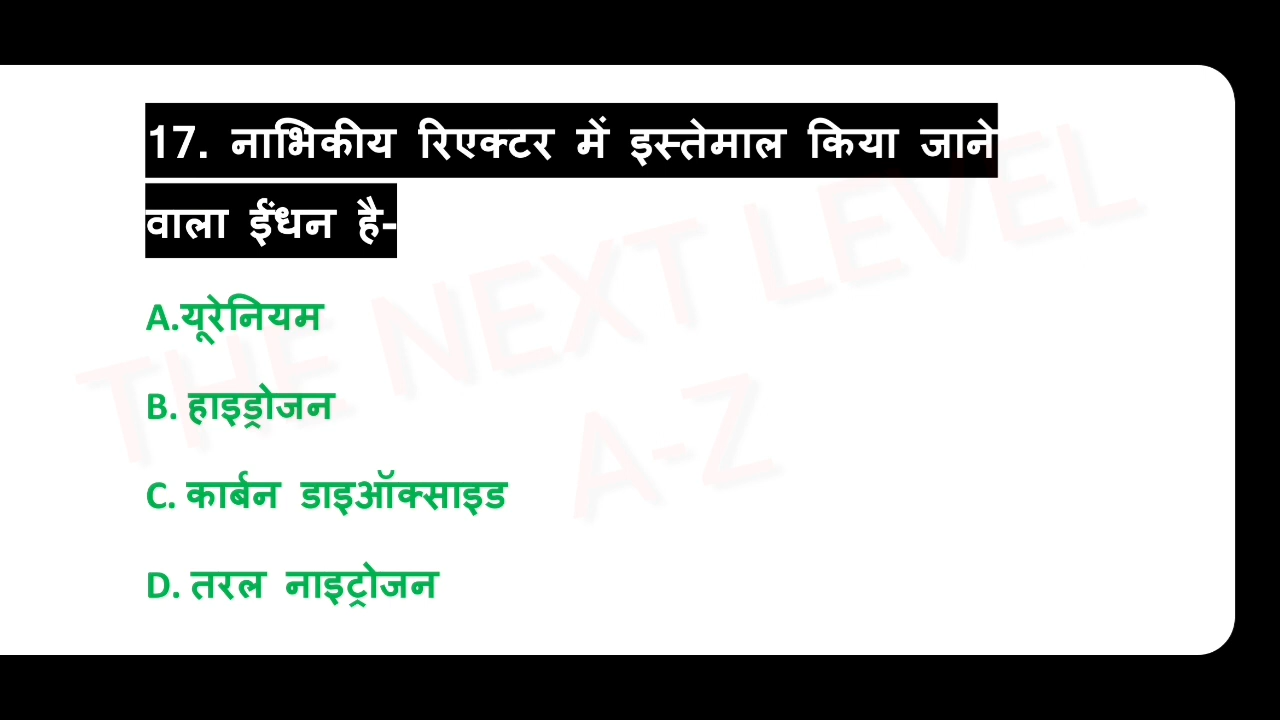 17. नाभिकीय रिएक्टर में इस्तेमाल किया जाने
वाला ईंधन है-
A.यूरेनियम
B. हाइड्रोजन
C. कार्बन डाइऑक्साइड
D. तरल नाइट्रोजन
THE NEXT LEVEL
A-Z